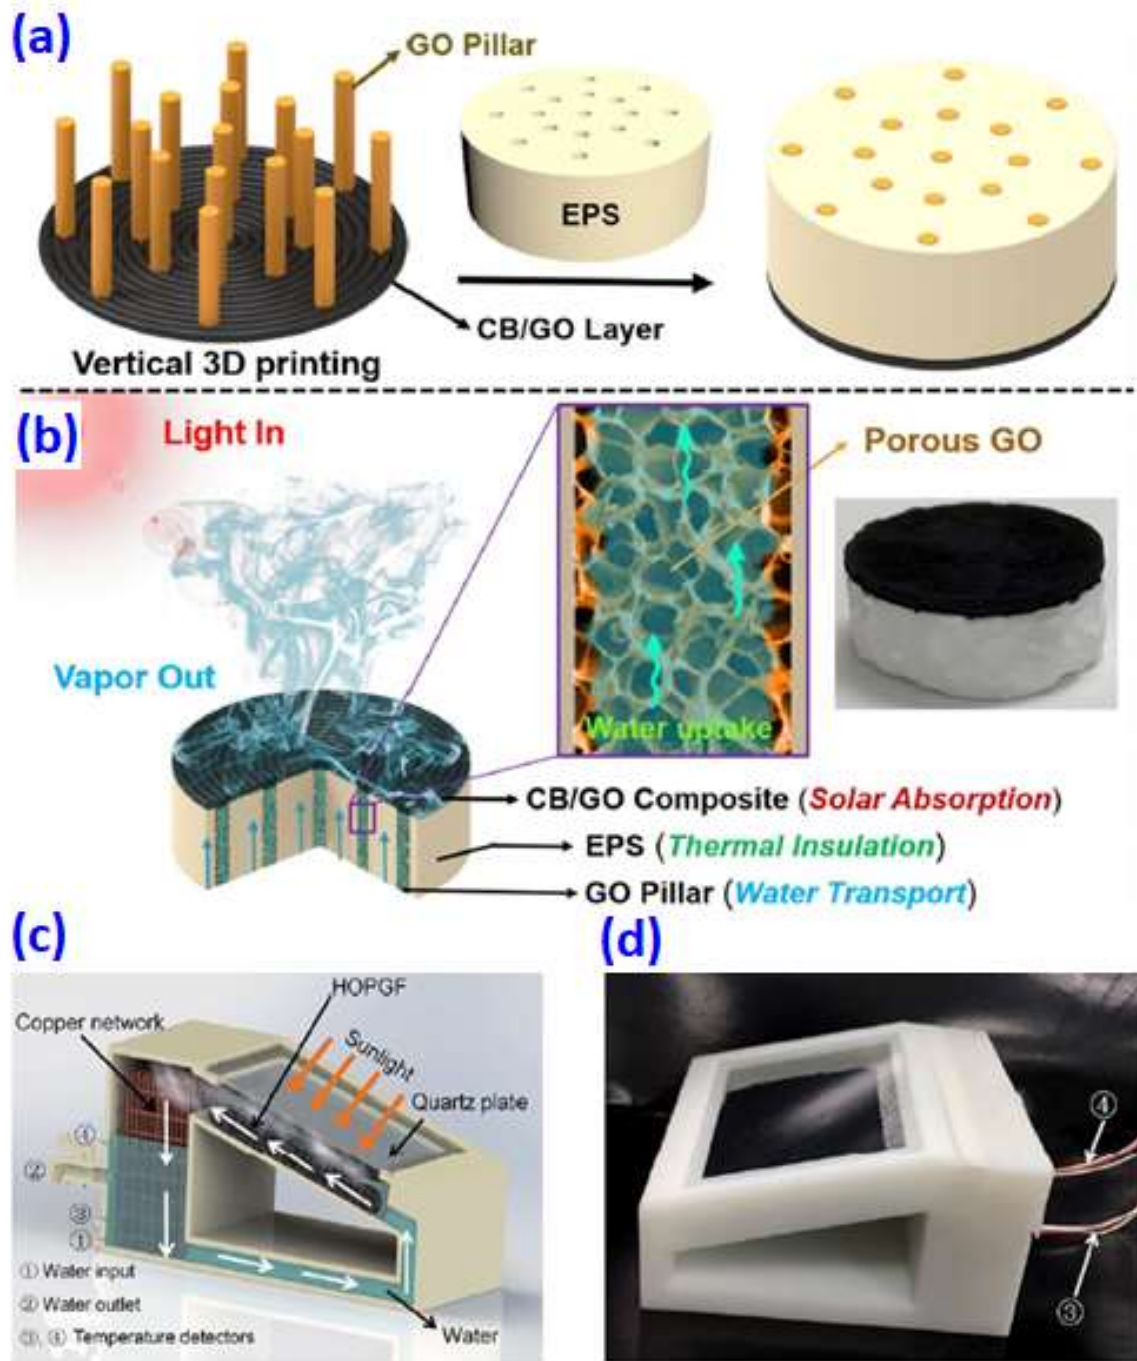 (a)
GO Pillar
EPS
CB/GO Layer
Vertical 3D printing
(b)
Light In
Porous GO
Vapor Out
Water uptake
CB/GO Composite (Solar Absorption)
EPS (Thermal Insulation)
GO Pillar (Water Transport)
(c)
HOPGF
Copper network
Sunlight
Quartz plate
④
②
③
①
① Water input
② Water outlet
③, ④ Temperature detectors
Water
(d)
④
③